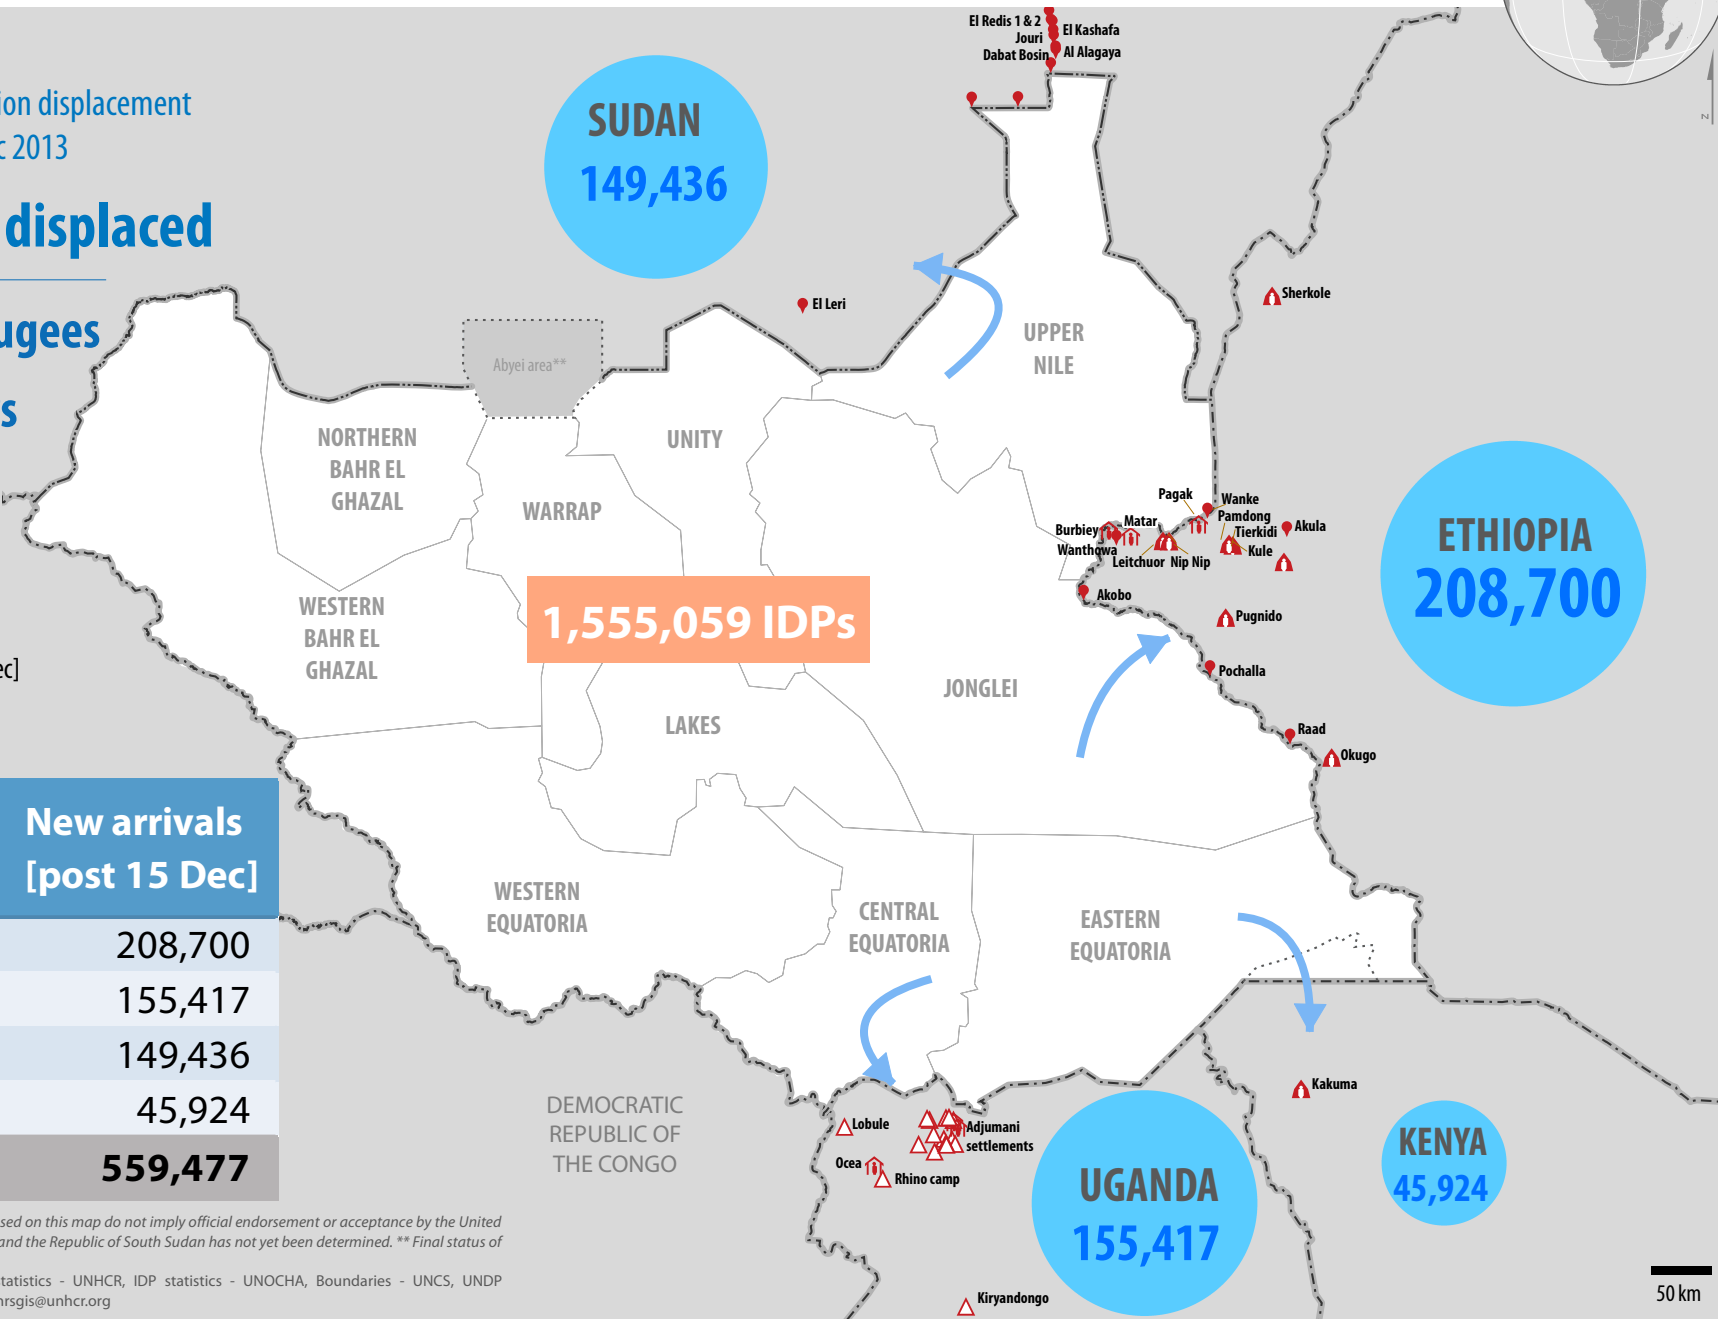 ion displacement
c 2013
displaced
ugees
s
ec]
New arrivals
[post 15 Dec]
208,700
155,417
149,436
45,924
559,477
sed on this map do not imply official endorsement or acceptance by the United
and the Republic of South Sudan has not yet been determined. ** Final status of
tatistics - UNHCR, IDP statistics - UNOCHA, Boundaries - UNCS, UNDP
nrsgis@unhcr.org
SUDAN
149,436
El Redis 1 & 2
El Kashafa
Jouri
Dabat Bosin
Al Alagaya
N
El Leri
Sherkole
Abyei area**
UPPER
NILE
NORTHERN
BAHR EL
GHAZAL
UNITY
WARRAP
WESTERN
BAHR EL
GHAZAL
1,555,059 IDPs
Pagak
Wanke
Pamdong
Burbiey
Matar
Tierkidi
Akula
Wanthowa
Kule
Leitchuor
Nip Nip
Akobo
Pugnido
Pochalla
ETHIOPIA
208,700
JONGLEI
LAKES
Raad
Okugo
WESTERN
EQUATORIA
CENTRAL
EQUATORIA
EASTERN
EQUATORIA
DEMOCRATIC
REPUBLIC OF
THE CONGO
Lobule
Adjumani
settlements
Ocea
Rhino camp
Kakuma
UGANDA
155,417
KENYA
45,924
Kiryandongo
50 km